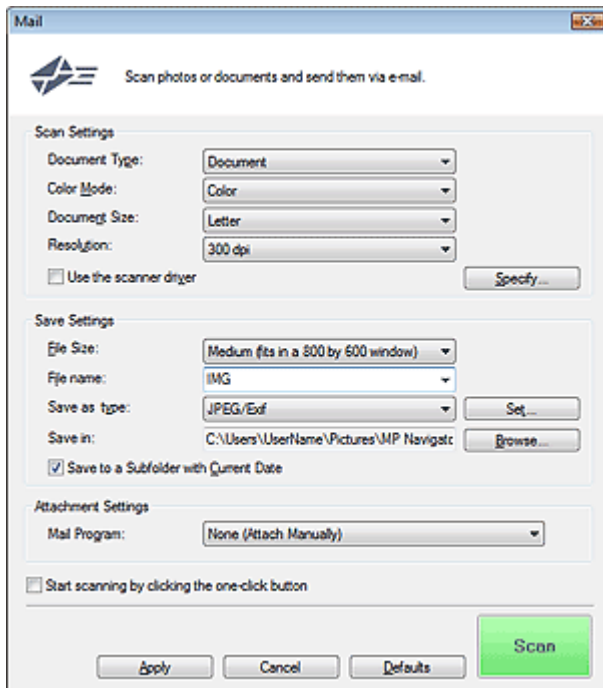 Mail
Scan photos or documents and send them via e-mail.
Scan Settings
Document Type: Document
Color Mode: Color
Document Size: Letter
Resolution: 300 dpi
Use the scanner driver Specify...
Save Settings
File Size: Medium (fits in a 800 by 600 window)
File name: IMG
Save as type: JPEG/Exif Set...
Save in: C:\Users\UserName\Pictures\MP Navigatc Browse...
Save to a Subfolder with Current Date
Attachment Settings
Mail Program: None (Attach Manually)
Start scanning by clicking the one-click button
Scan
Apply Cancel Defaults